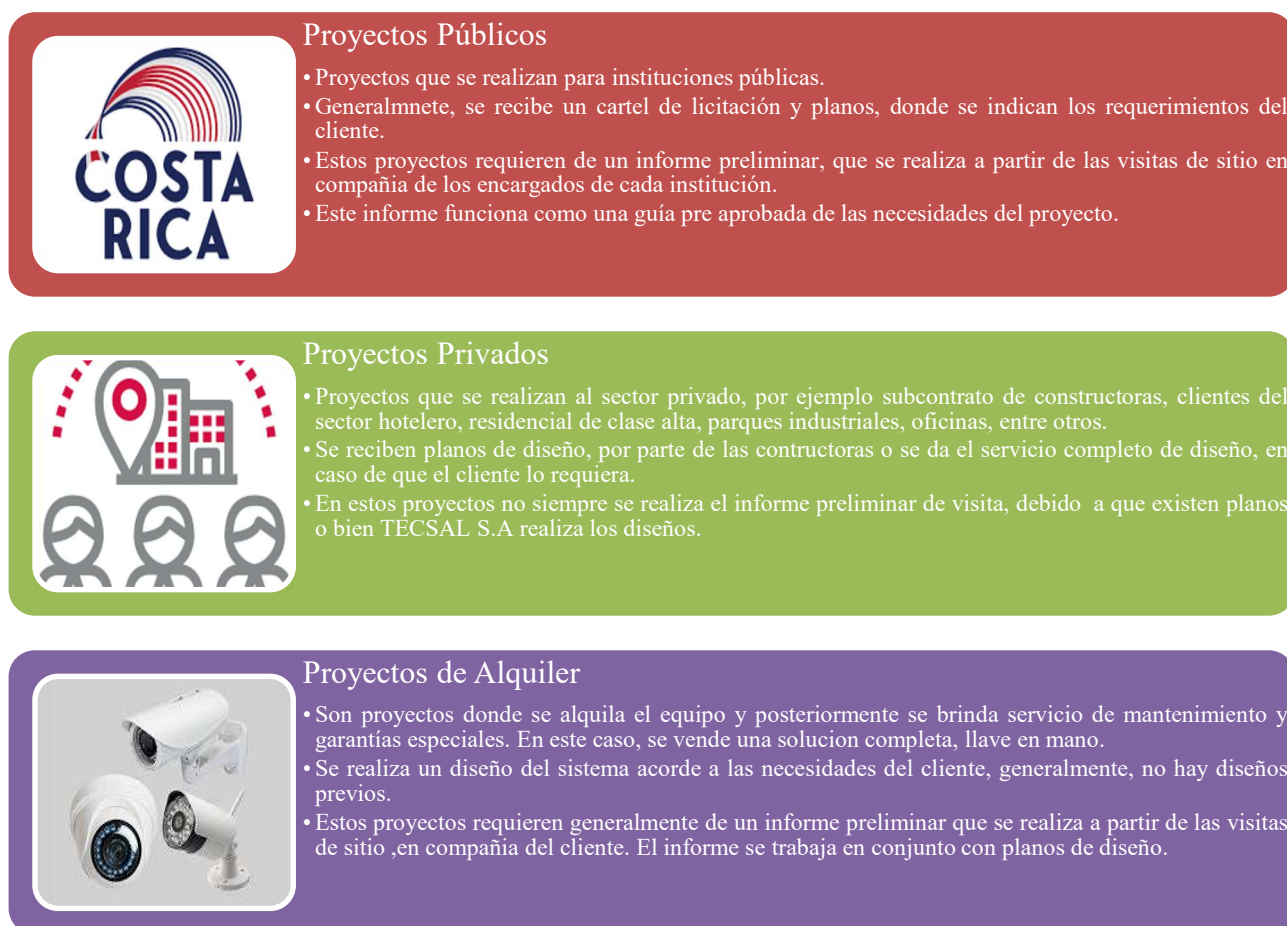 COSTA
RICA
Proyectos Públicos
• Proyectos que se realizan para instituciones públicas.
• Generalmnete, se recibe un cartel de licitación y planos, donde se indican los requerimientos del
cliente.
• Estos proyectos requieren de un informe preliminar, que se realiza a partir de las visitas de sitio en
compañia de los encargados de cada institución.
• Este informe funciona como una guía pre aprobada de las necesidades del proyecto.
Proyectos Privados
• Proyectos que se realizan al sector privado, por ejemplo subcontrato de constructoras, clientes del
sector hotelero, residencial de clase alta, parques industriales, oficinas, entre otros.
• Se reciben planos de diseño, por parte de las contructoras o se da el servicio completo de diseño, en
caso de que el cliente lo requiera.
• En estos proyectos no siempre se realiza el informe preliminar de visita, debido a que existen planos
o bien TECSAL S.A realiza los diseños.
Proyectos de Alquiler
• Son proyectos donde se alquila el equipo y posteriormente se brinda servicio de mantenimiento y
garantías especiales. En este caso, se vende una solucion completa, llave en mano.
• Se realiza un diseño del sistema acorde a las necesidades del cliente, generalmente, no hay diseños
previos.
• Estos proyectos requieren generalmente de un informe preliminar que se realiza a partir de las visitas
de sitio ,en compañia del cliente. El informe se trabaja en conjunto con planos de diseño.